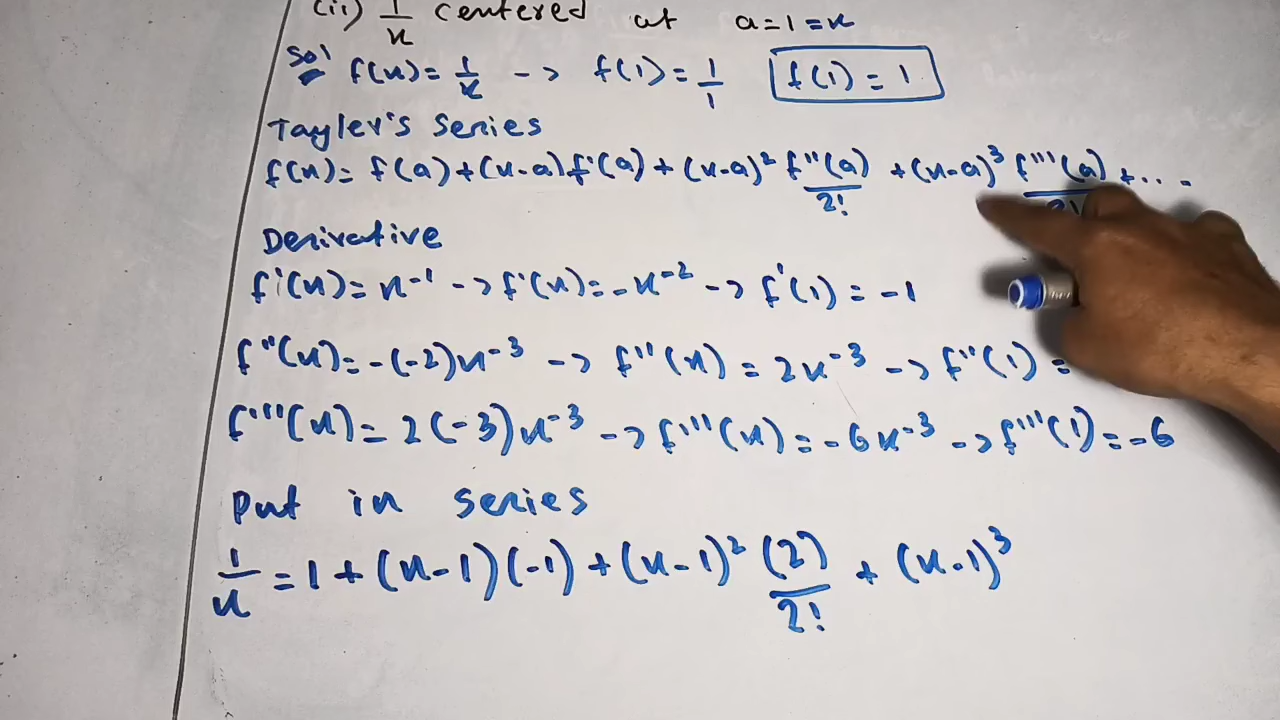 (ii) 1/x centered at a=1=x
Sol f(x)=1/x --> f(1)=1/1 f(1)=1
Tayler's Series
f(x)= f(a)+(x-a)f'(a)+(x-a)² f''(a)/2! +(x-a)³ f'''(a) +...
Derivative
f'(x)=x⁻¹ --> f'(x)=-x⁻² --> f'(1)=-1
f''(x)=-(-2)x⁻³ --> f''(x)=2x⁻³ --> f''(1)=
f'''(x)=2(-3)x⁻³ --> f'''(x)=-6x⁻³ --> f'''(1)=-6
Put in series
1/x=1+(x-1)(-1)+(x-1)² (2)/2! + (x-1)³